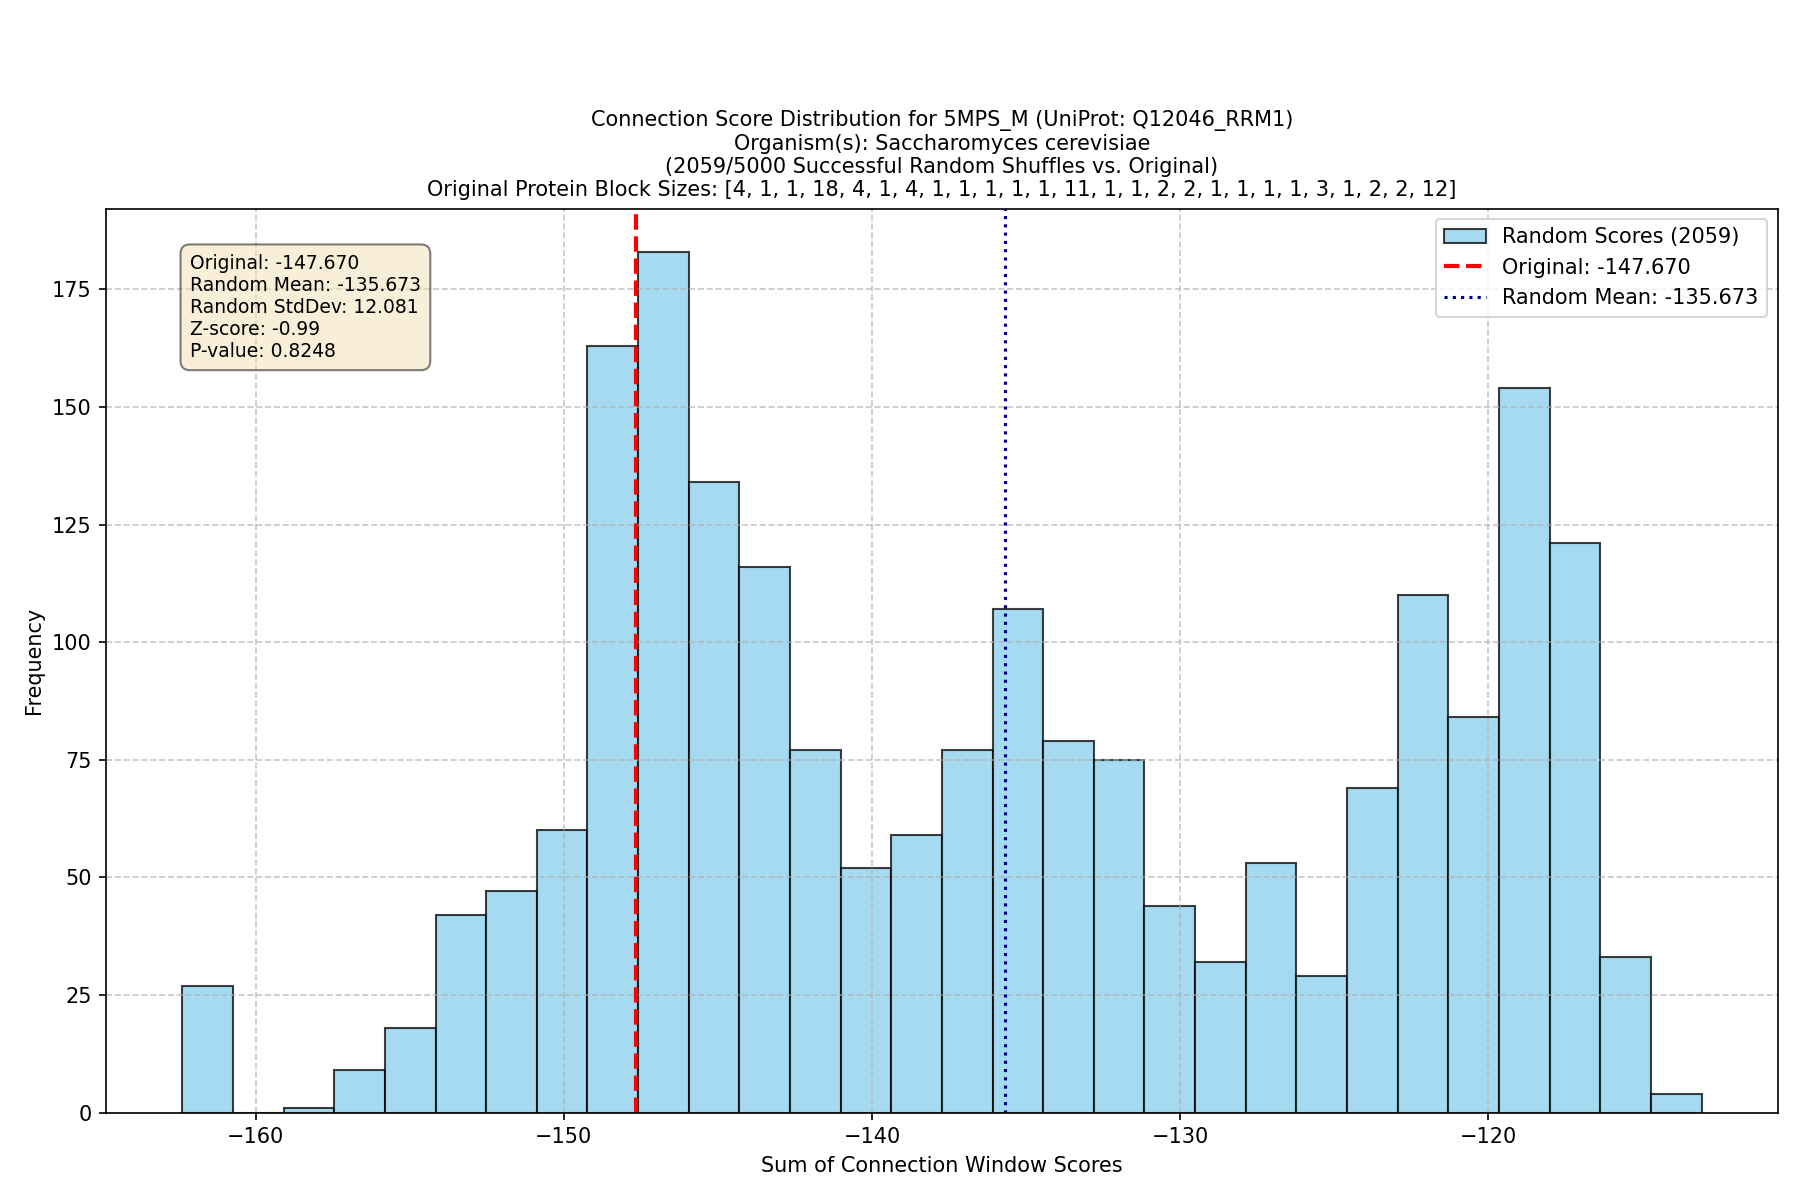 Connection Score Distribution for 5MPS_M (UniProt: Q12046_RRM1)
Organism(s): Saccharomyces cerevisiae
(2059/5000 Successful Random Shuffles vs. Original)
Original Protein Block Sizes: [4, 1, 1, 18, 4, 1, 4, 1, 1, 1, 1, 1, 11, 1, 1, 2, 2, 1, 1, 1, 1, 3, 1, 2, 2, 12]
Original: -147.670
Random Mean: -135.673
Random StdDev: 12.081
Z-score: -0.99
P-value: 0.8248
Random Scores (2059)
Original: -147.670
Random Mean: -135.673
Frequency
175
150
125
100
75
50
25
0
−160
−150
−140
−130
−120
Sum of Connection Window Scores